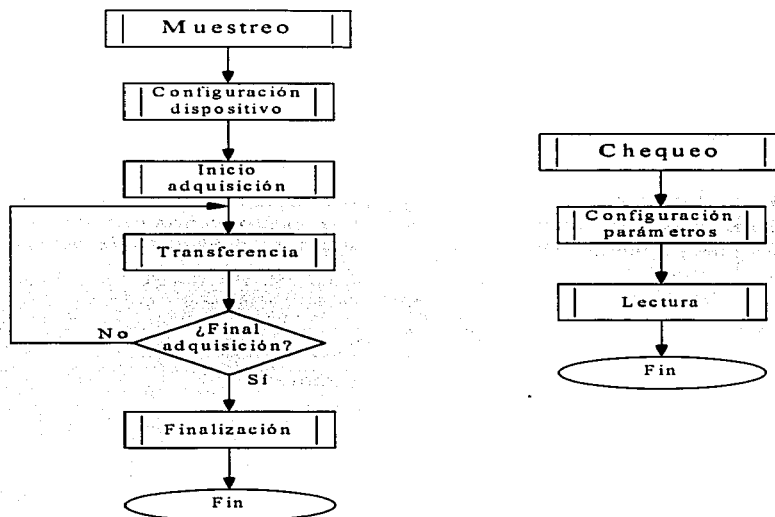 Muestreo
Configuración
dispositivo
Inicio
adquisición
Transferencia
¿Final
adquisición?
No
Sí
Finalización
Fin
Chequeo
Configuración
parámetros
Lectura
Fin